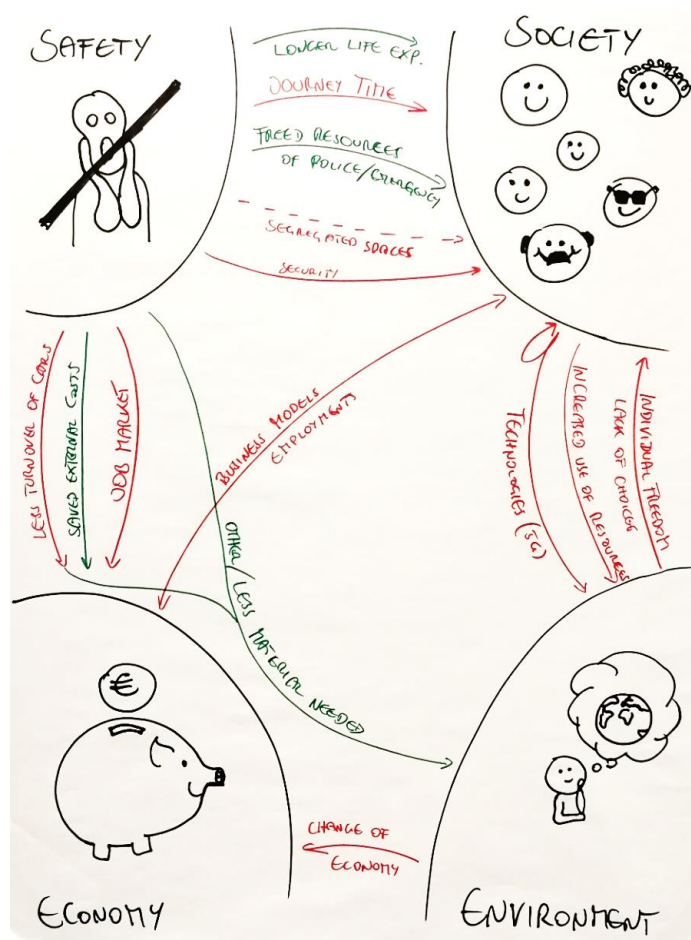 SAFETY
SOCIETY
LONGER LIFE EXP.
JOURNEY TIME
FREED RESOURCES
OF POLICE/EMERGENCY
SEGREGATED SPACES
SECURITY
LESS TURNOVER OF CARS
SAVED EXTERNAL COSTS
JOB MARKET
BUSINESS MODELS
EMPLOYMENTS
TECHNOLOGIES (5G)
INCREASED USE OF RESOURCES
LACK OF CHOICES
INDIVIDUAL FREEDOM
OTHER/LESS MATERIAL NEEDED
€
CHANGE OF
ECONOMY
ECONOMY
ENVIRONMENT